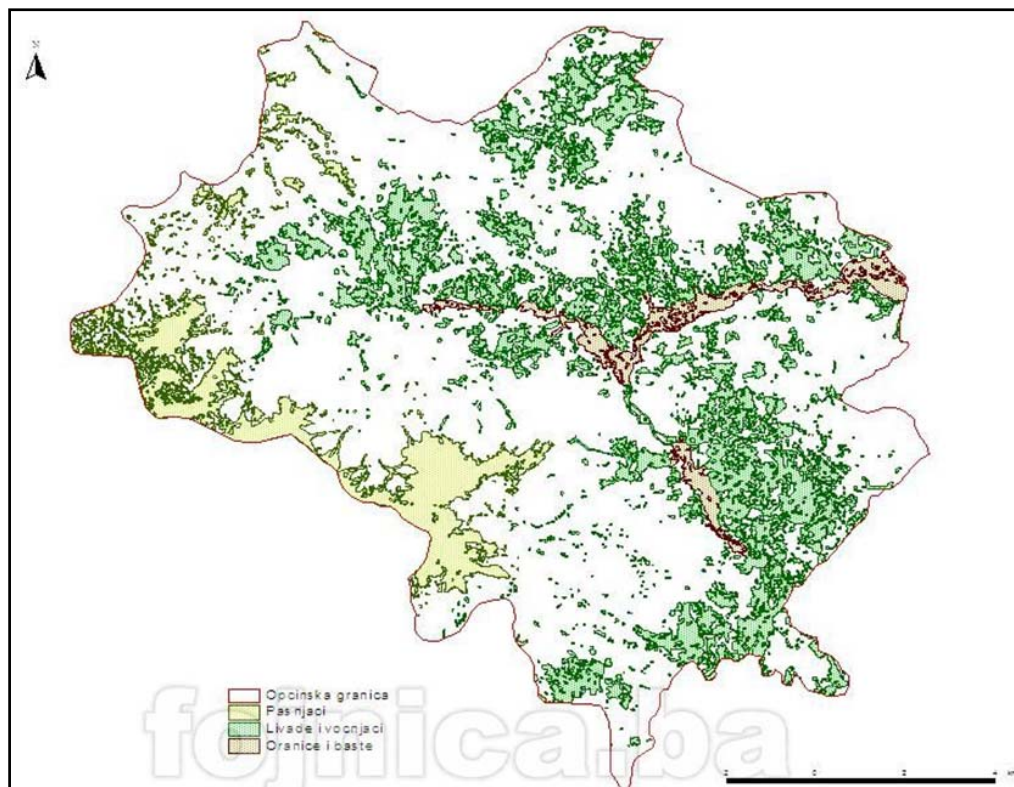 N
Opcinska granica
Pasnjaci
Livade i vocnjaci
Oranice i baste
fojnica.ba